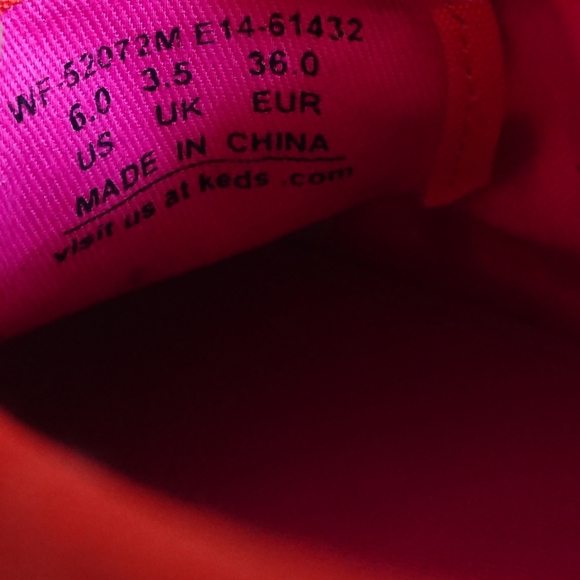 WF-52072M E14-61432
6.0 3.5 36.0
US UK EUR
MADE IN CHINA
visit us at keds .com